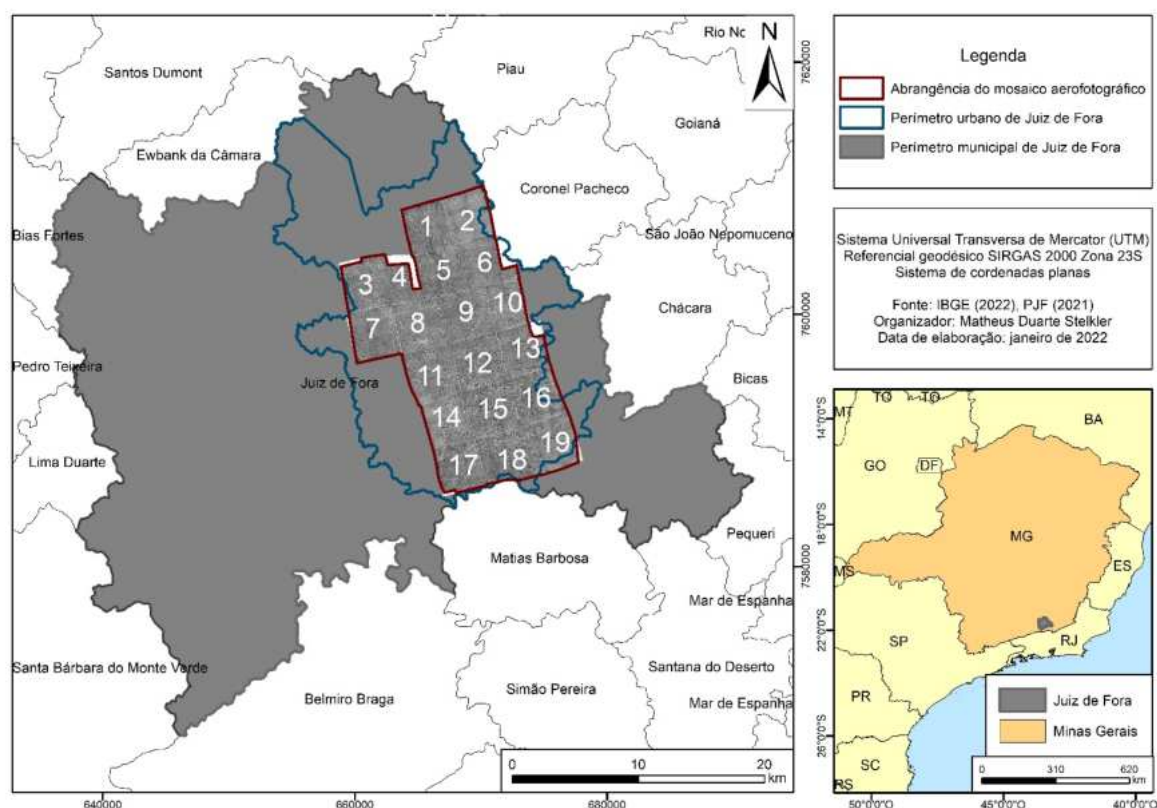 Rio No
N
Santos Dumont
Piau
7620000
Goianá
Ewbank da Câmara
Coronel Pacheco
Bias Fortes
São João Nepomuceno
1
2
3
4
5
6
7
8
9
10
7600000
Chácara
Pedro Teixeira
Juiz de Fora
11
12
13
Bicas
14
15
16
Lima Duarte
17
18
19
Pequeri
Matias Barbosa
7580000
Mar de Espanha
Santa Bárbara do Monte Verde
Santana do Deserto
Belmiro Braga
Simão Pereira
Mar de Espanha
0 10 20
km
640000 660000 680000
Legenda
Abrangência do mosaico aerofotográfico
Perímetro urbano de Juiz de Fora
Perímetro municipal de Juiz de Fora
Sistema Universal Transversa de Mercator (UTM)
Referencial geodésico SIRGAS 2000 Zona 23S
Sistema de cordenadas planas
Fonte: IBGE (2022), PJF (2021)
Organizador: Matheus Duarte Stelkler
Data de elaboração: janeiro de 2022
MT
TO
TO
BA
14°0'0"S
GO
DF
MG
18°0'0"S
MS
ES
22°0'0"S
SP
RJ
PR
26°0'0"S
SC
RS
Juiz de Fora
Minas Gerais
0 310 620
km
50°0'0"O 45°0'0"O 40°0'0"O